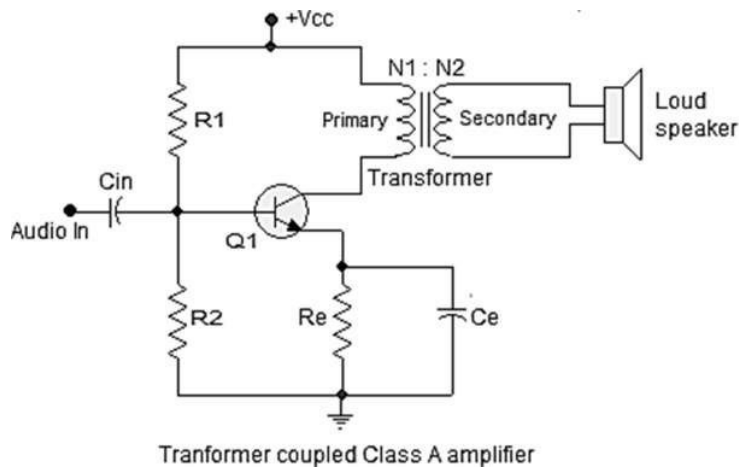 +Vcc
N1 : N2
R1
Primary
Secondary
Loud
speaker
Transformer
Cin
Audio In
Q1
R2
Re
Ce
Tranformer coupled Class A amplifier